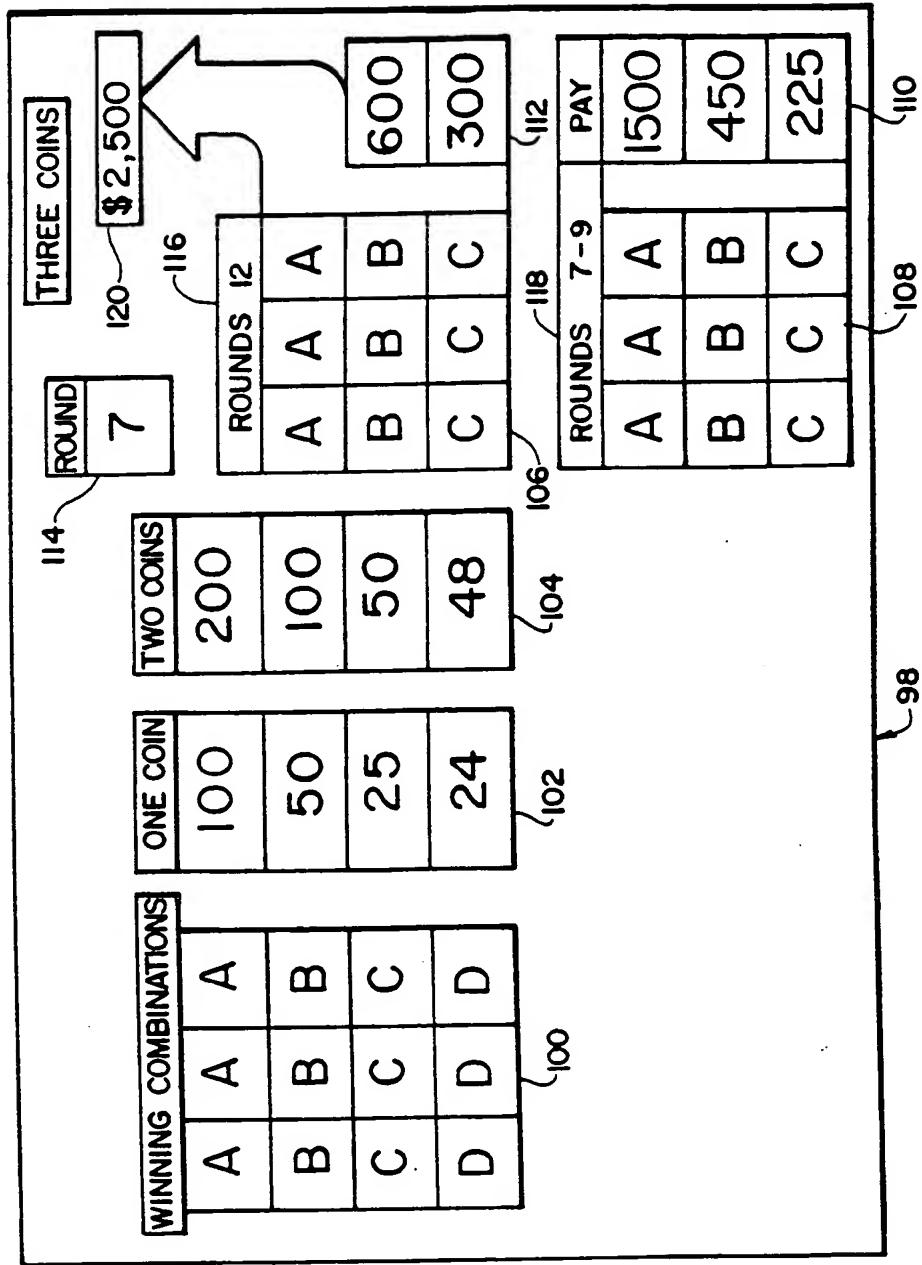 THREE COINS
120 $2,500
ROUND
114 7
116
ROUNDS 12
A A A
B B B 600
C C C 300
106 112
118
ROUNDS 7-9 PAY
A A A 1500
B B B 450
C C C 225
108 110
WINNING COMBINATIONS
A A A
B B B
C C C
D D D
100
ONE COIN
100
50
25
24
102
TWO COINS
200
100
50
48
104
98